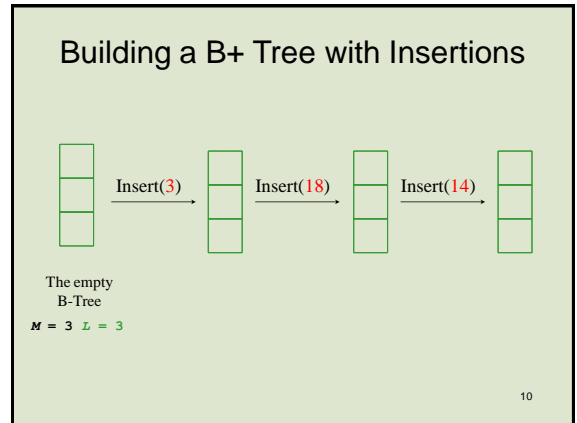 Building a B+ Tree with Insertions
Insert(3)
Insert(18)
Insert(14)
The empty
B-Tree
M = 3 L = 3
10